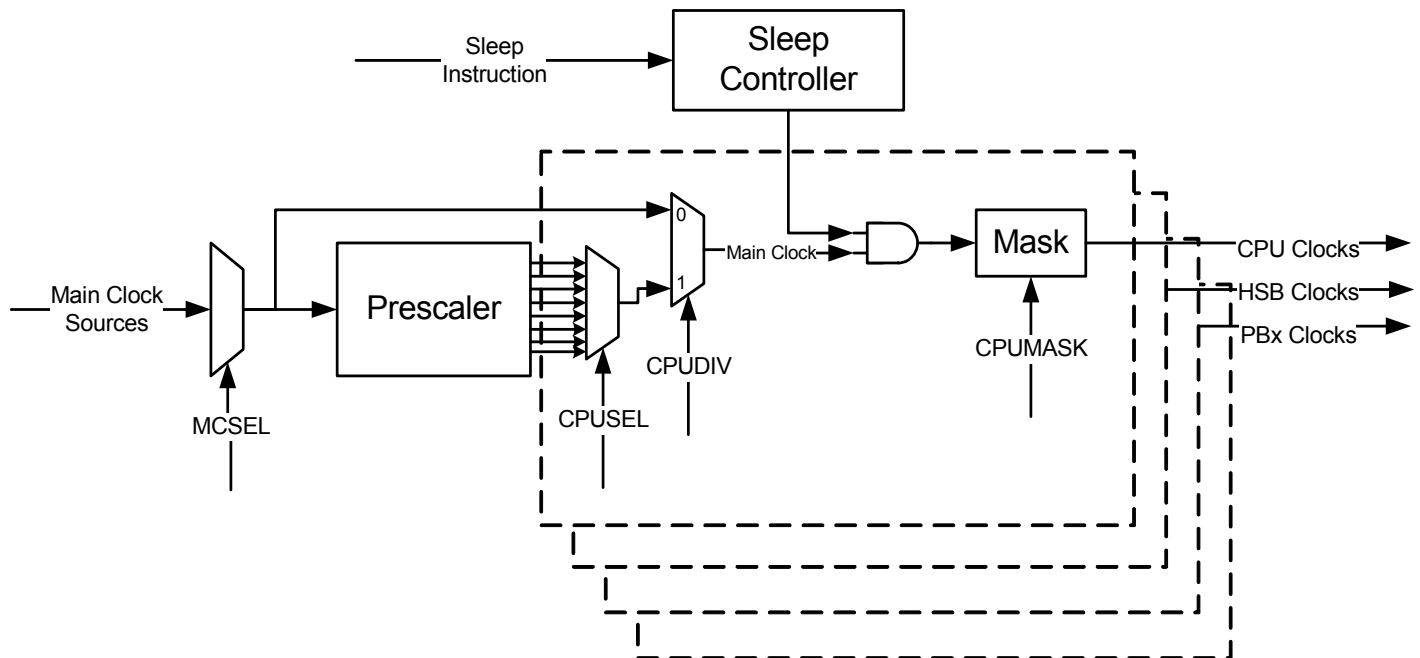 Sleep
Instruction
Sleep
Controller
0
Main Clock
Mask
CPU Clocks
Main Clock
Sources
Prescaler
1
HSB Clocks
PBx Clocks
CPUMASK
CPUDIV
MCSEL
CPUSEL